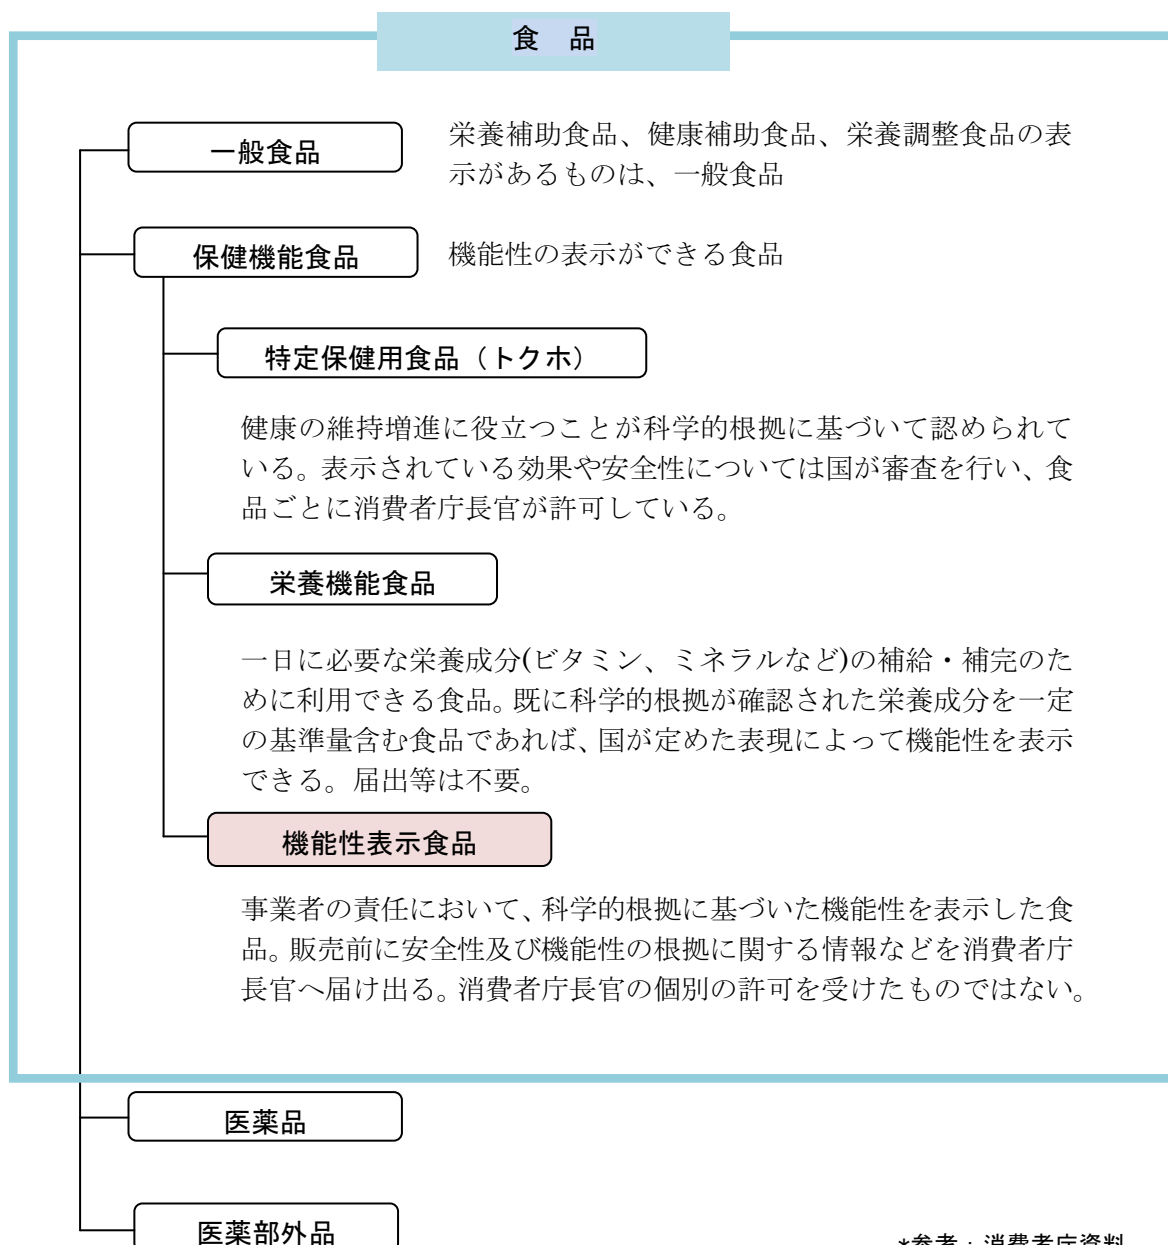 食 品
一般食品
栄養補助食品、健康補助食品、栄養調整食品の表
示があるものは、一般食品
保健機能食品
機能性の表示ができる食品
特定保健用食品（トクホ）
健康の維持増進に役立つことが科学的根拠に基づいて認められて
いる。表示されている効果や安全性については国が審査を行い、食
品ごとに消費者庁長官が許可している。
栄養機能食品
一日に必要な栄養成分(ビタミン、ミネラルなど)の補給・補完のた
めに利用できる食品。既に科学的根拠が確認された栄養成分を一定
の基準量含む食品であれば、国が定めた表現によって機能性を表示
できる。届出等は不要。
機能性表示食品
事業者の責任において、科学的根拠に基づいた機能性を表示した食
品。販売前に安全性及び機能性の根拠に関する情報などを消費者庁
長官へ届け出る。消費者庁長官の個別の許可を受けたものではない。
医薬品
医薬部外品
*参考：消費者庁資料